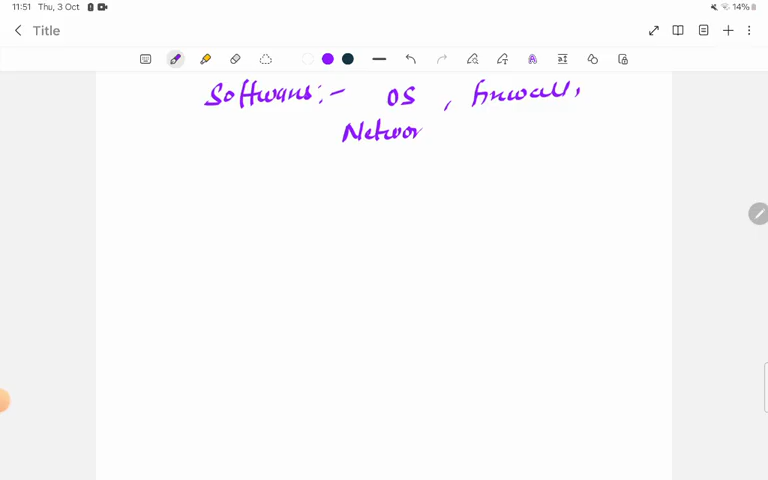 11:51 Thu, 3 Oct 14%
Title
Softwares:- OS, firewall,
Networ